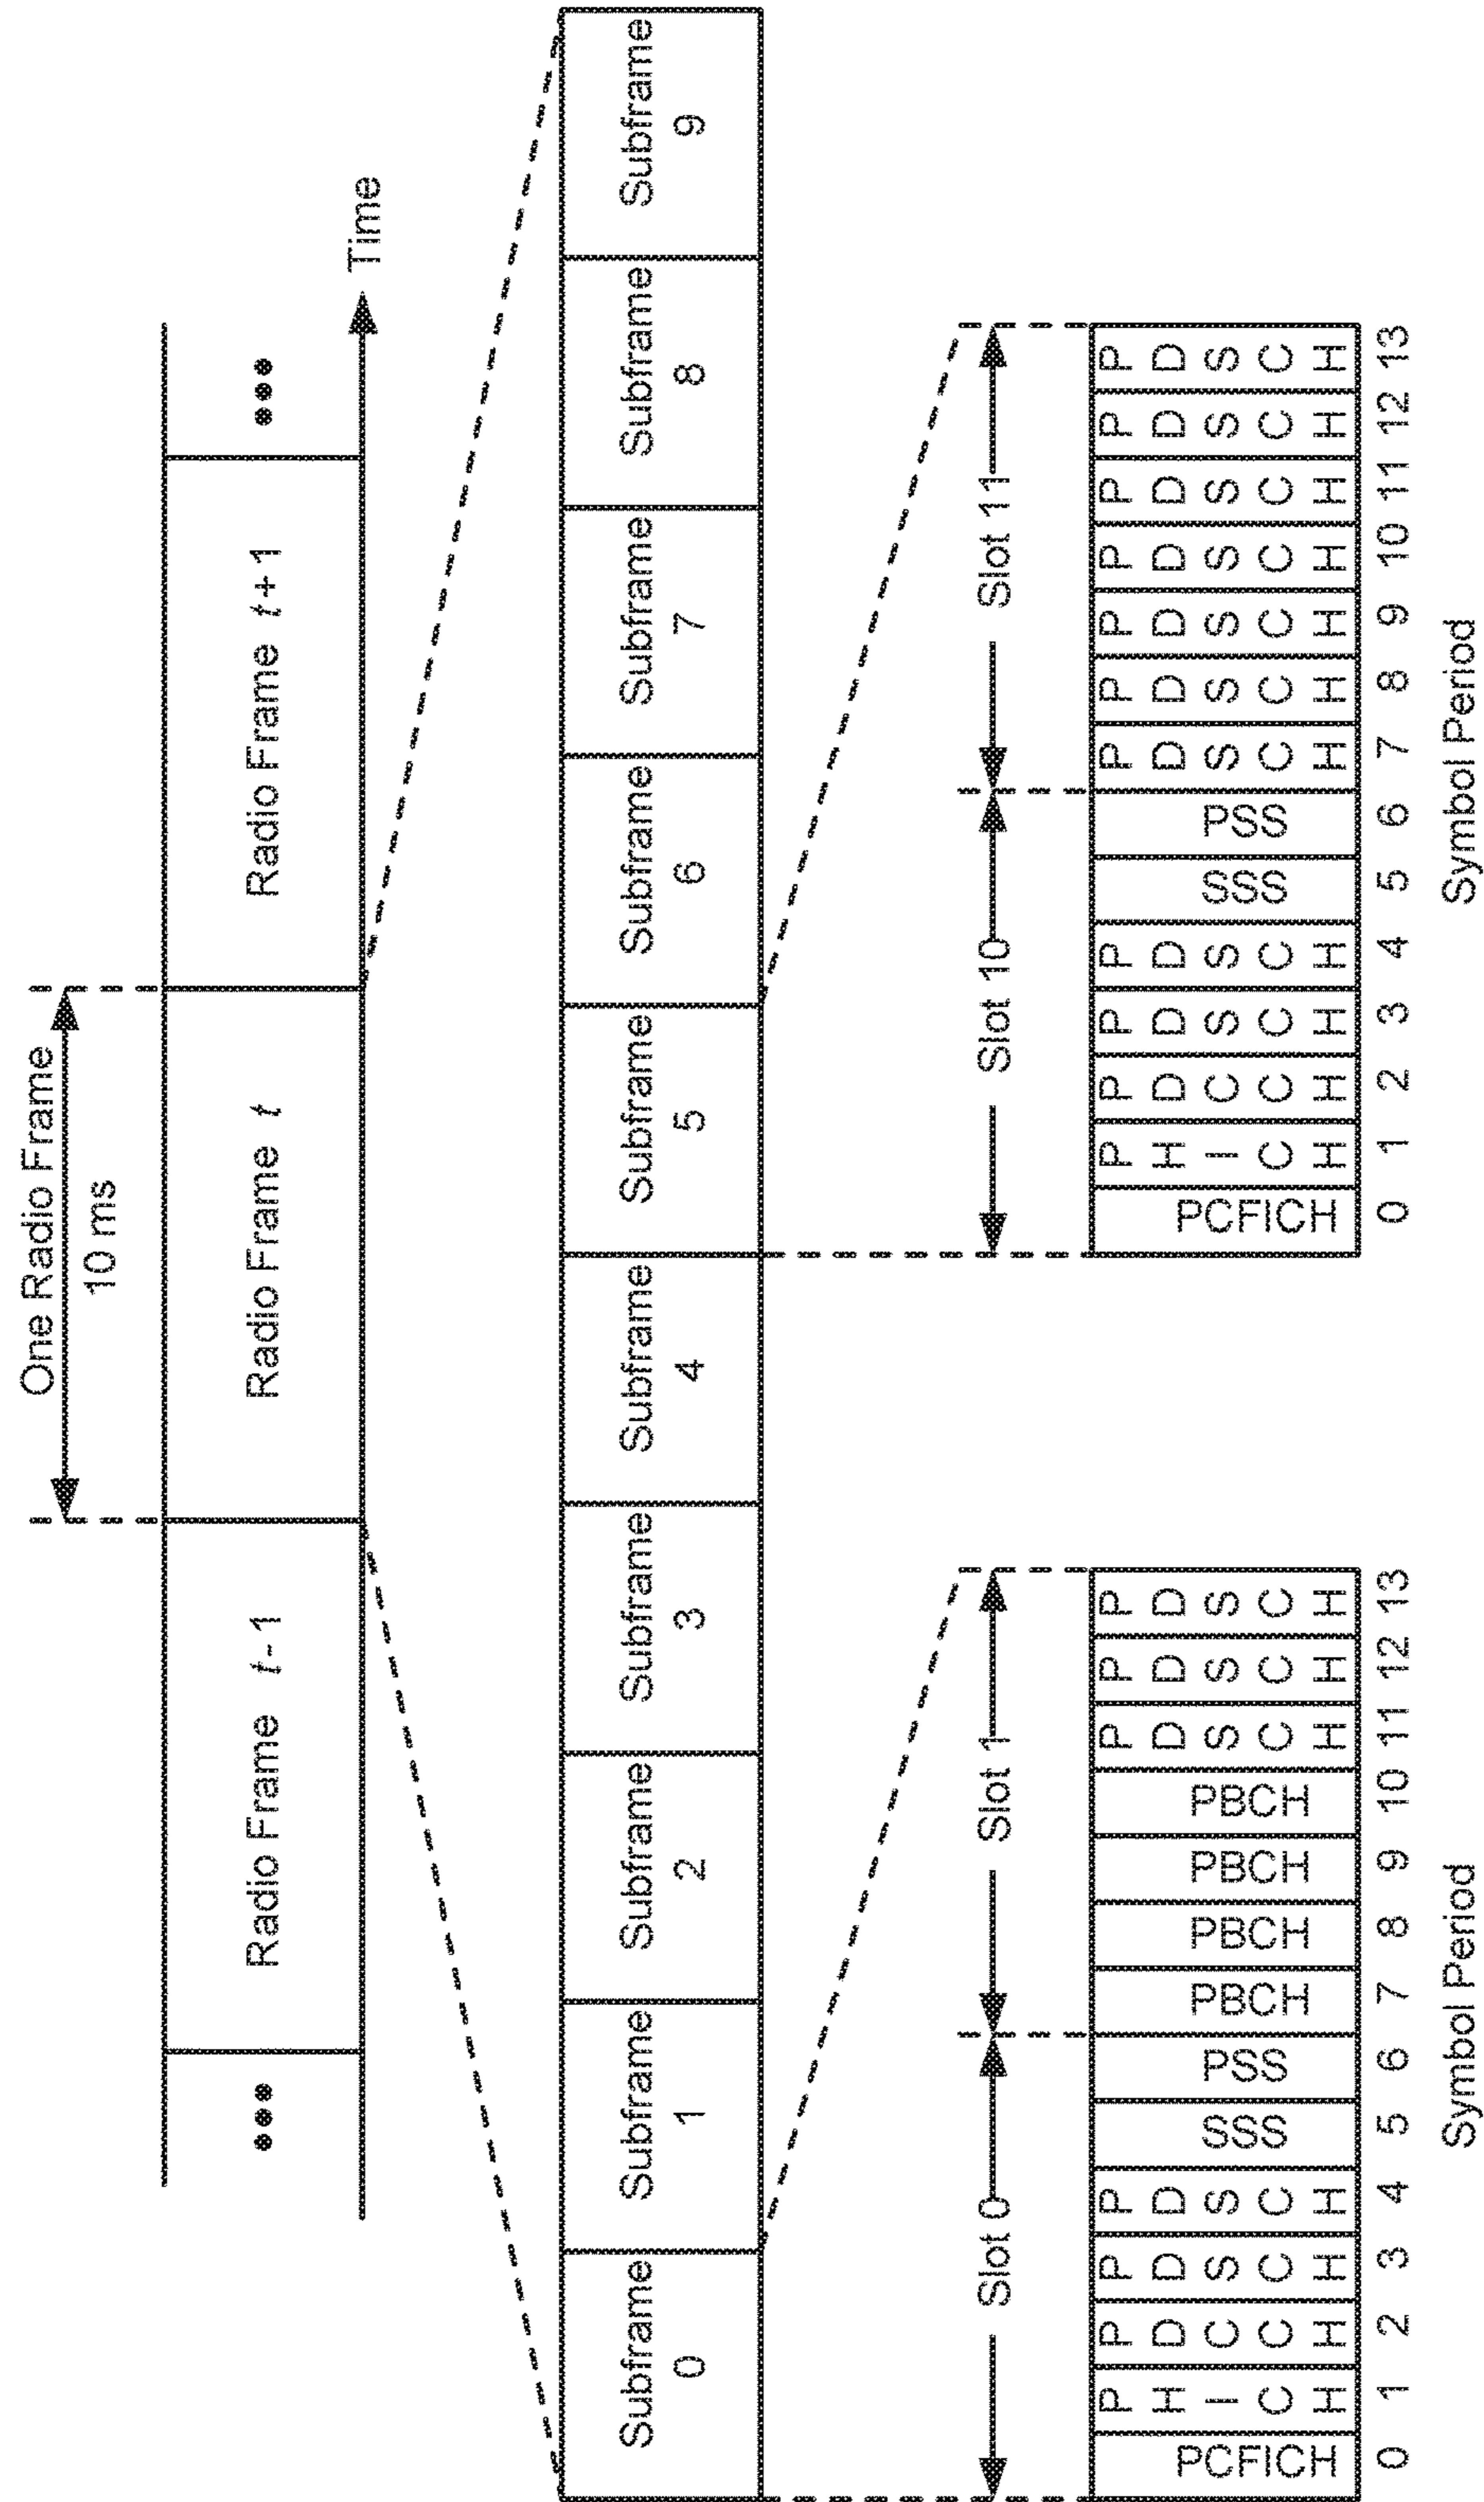 One Radio Frame
10 ms
••• Radio Frame t-1 Radio Frame t Radio Frame t+1 •••
Time
Subframe Subframe Subframe Subframe Subframe Subframe Subframe Subframe Subframe Subframe
0 1 2 3 4 5 6 7 8 9
Slot 0 Slot 1 Slot 10 Slot 11
PCFICH PHICH PDCCH PDSCH PDSCH SSS PSS PBCH PBCH PBCH PBCH PDSCH PDSCH PDSCH
0 1 2 3 4 5 6 7 8 9 10 11 12 13
Symbol Period
PCFICH PHICH PDCCH PDSCH PDSCH SSS PSS PDSCH PDSCH PDSCH PDSCH PDSCH PDSCH PDSCH
0 1 2 3 4 5 6 7 8 9 10 11 12 13
Symbol Period